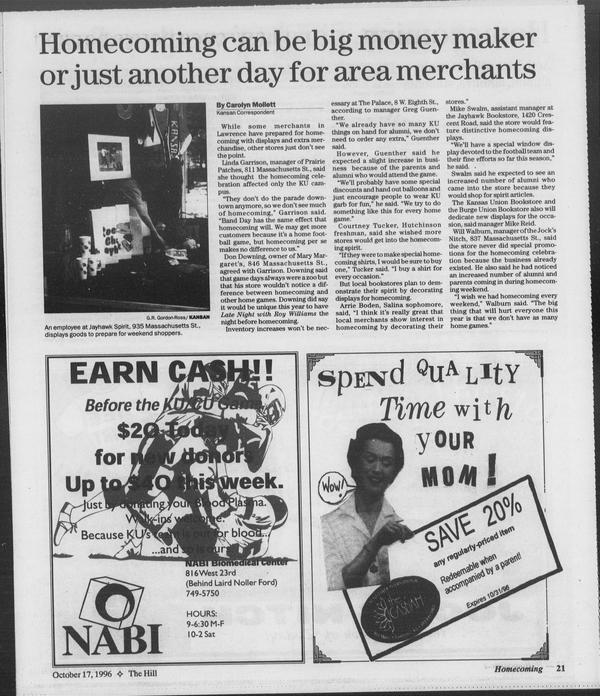 Homecoming can be big money maker
or just another day for area merchants
G.R. Gordon-Ross/ KANSAN
An employee at Jayhawk Spirit, 935 Massachusetts St.,
displays goods to prepare for weekend shoppers.
By Carolyn Mollett
Kansan Correspondent
While some merchants in
Lawrence have prepared for home-
coming with displays and extra mer-
chandise, other stores just don't see
the point.
Linda Garrison, manager of Prairie
Patches, 811 Massachusetts St., said
she thought the homecoming cele-
bration affected only the KU cam-
pus.
"They don't do the parade down-
town anymore, so we don't see much
of homecoming," Garrison said.
"Band Day has the same effect that
homecoming will. We may get more
customers because it's a home foot-
ball game, but homecoming per se
makes no difference to us."
Don Downing, owner of Mary Mar-
garet's, 846 Massachusetts St.,
agreed with Garrison. Downing said
that game days always were a zoo but
that his store wouldn't notice a dif-
ference between homecoming and
other home games. Downing did say
it would be unique this year to have
Late Night with Roy Williams the
night before homecoming.
Inventory increases won't be nec-
essary at The Palace, 8 W. Eighth St.,
according to manager Greg Guen-
ther.
"We already have so many KU
things on hand for alumni, we don't
need to order any extra," Guenther
said.
However, Guenther said he
expected a slight increase in busi-
ness because of the parents and
alumni who would attend the game.
"We'll probably have some special
discounts and hand out balloons and
just encourage people to wear KU
garb for fun," he said. "We try to do
something like this for every home
game."
Courtney Tucker, Hutchinson
freshman, said she wished more
stores would get into the homecom-
ing spirit.
"If they were to make special home-
coming shirts, I would be sure to buy
one," Tucker said. "I buy a shirt for
every occasion."
But local bookstores plan to dem-
onstrate their spirit by decorating
displays for homecoming.
Arrie Boden, Salina sophomore,
said, "I think it's really great that
local merchants show interest in
homecoming by decorating their
stores."
Mike Swalm, assistant manager at
the Jayhawk Bookstore, 1420 Cres-
cent Road, said the store would fea-
ture distinctive homecoming dis-
plays.
"We'll have a special window dis-
play devoted to the football team and
their fine efforts so far this season,"
he said.
Swalm said he expected to see an
increased number of alumni who
came into the store because they
would shop for spirit articles.
The Kansas Union Bookstore and
the Burge Union Bookstore also will
dedicate new displays for the occa-
sion, said manager Mike Reid.
Will Walburn, manager of the Jock's
Nitch, 837 Massachusetts St., said
the store never did special promo-
tions for the homecoming celebra-
tion because the business already
existed. He also said he had noticed
an increased number of alumni and
parents coming in during homecom-
ing weekend.
"I wish we had homecoming every
weekend," Walburn said. "The big
thing that will hurt everyone this
year is that we don't have as many
home games."
EARN CASH!!
Before the KU/CU Game
$20 Today
for new donors
Up to $40 this week.
Just by donating your Blood Plasma.
Walk-ins welcome.
Because KU's team is out for blood...
...and so is ours
NABI Biomedical Center
816 West 23rd
(Behind Laird Noller Ford)
749-5750
HOURS:
9-6:30 M-F
10-2 Sat
NABI
SPENd QUALITY
Time with
yOUR
MOM!
Wow!
SAVE 20%
any regularly-priced item
Redeemable when
accompanied by a parent!
Expires 10/31/96
the CASBAH
October 17, 1996 ✧ The Hill
Homecoming 21